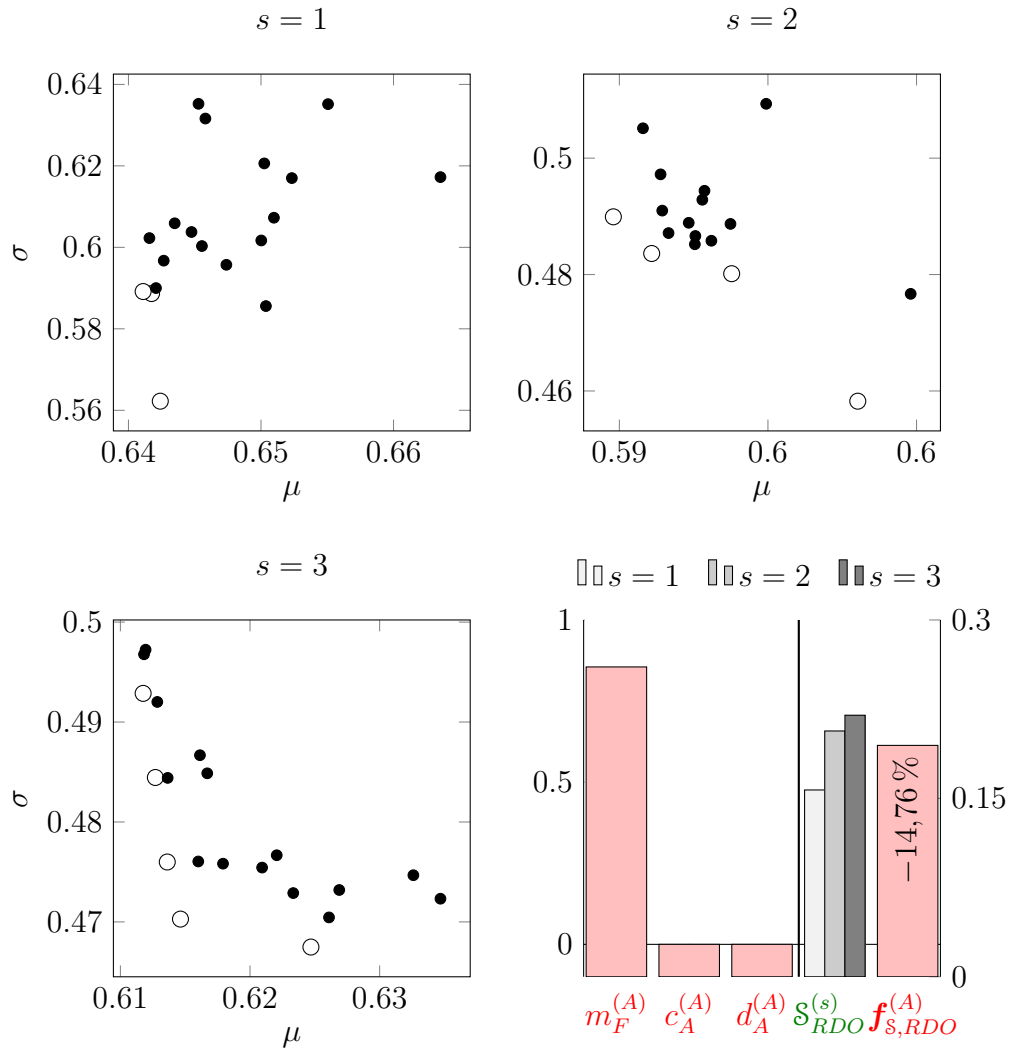 s = 1
0.64
0.62
0.6
0.58
0.56
σ
0.64 0.65 0.66
μ
s = 2
0.5
0.48
0.46
0.59 0.6 0.6
μ
s = 3
0.5
0.49
0.48
0.47
σ
0.61 0.62 0.63
μ
s = 1 s = 2 s = 3
1
0.5
0
0.3
0.15
0
−14,76 %
m_F^{(A)} c_A^{(A)} d_A^{(A)} S_{RDO}^{(s)} f_{S,RDO}^{(A)}